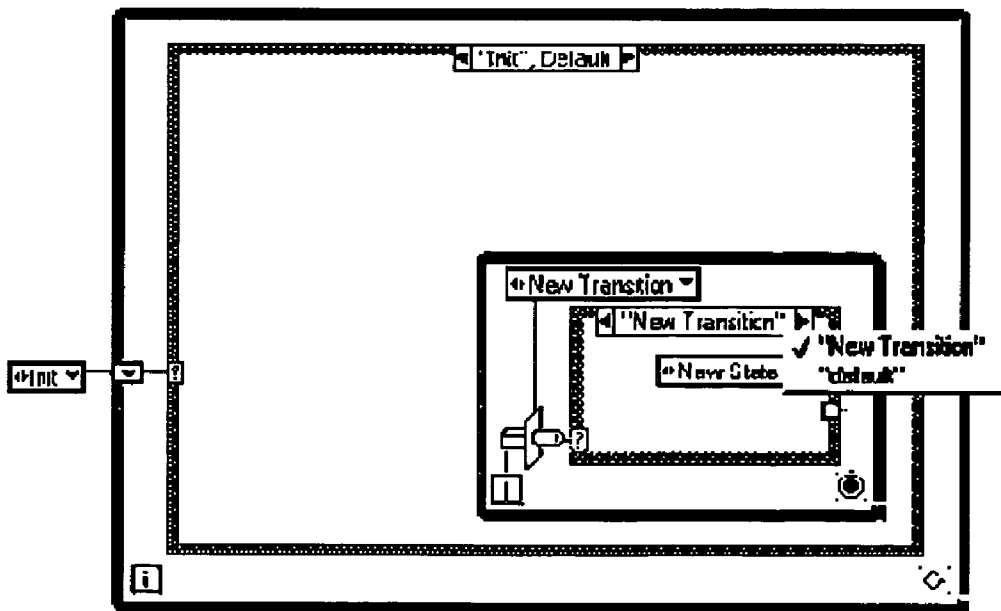 "Init", Default
New Transition
"New Transition"
"New Transition"
Init
?
New State
"default"
?
i